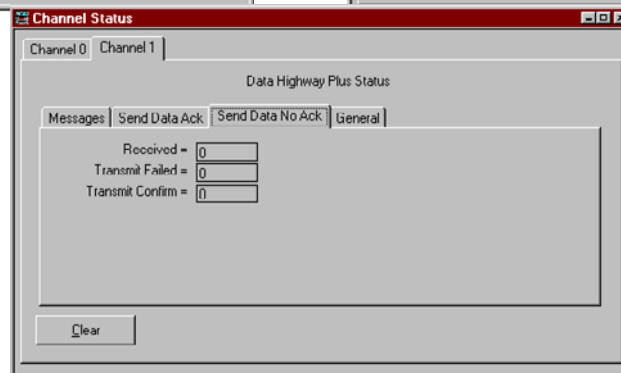 Channel Status
Channel 0 Channel 1
Data Highway Plus Status
Messages Send Data Ack Send Data No Ack General
Received = 0
Transmit Failed = 0
Transmit Confirm = 0
Clear